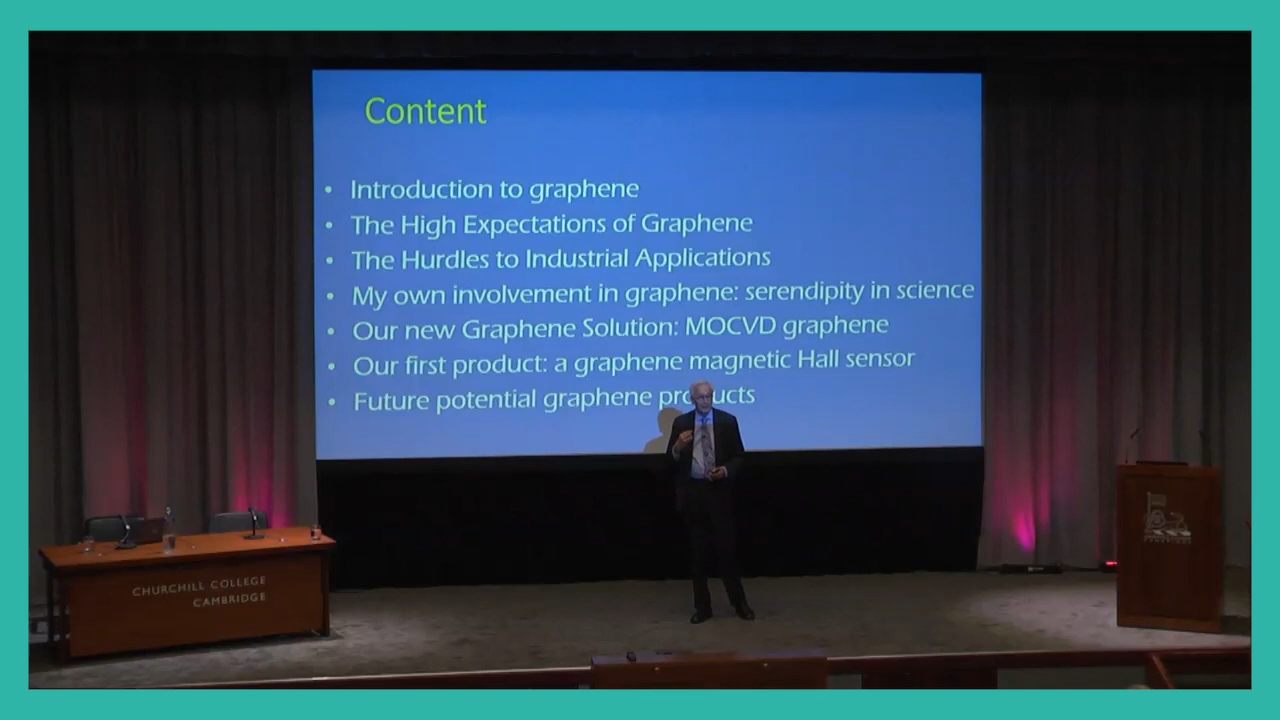 Content
• Introduction to graphene
• The High Expectations of Graphene
• The Hurdles to Industrial Applications
• My own involvement in graphene: serendipity in science
• Our new Graphene Solution: MOCVD graphene
• Our first product: a graphene magnetic Hall sensor
• Future potential graphene products
CHURCHILL COLLEGE
CAMBRIDGE